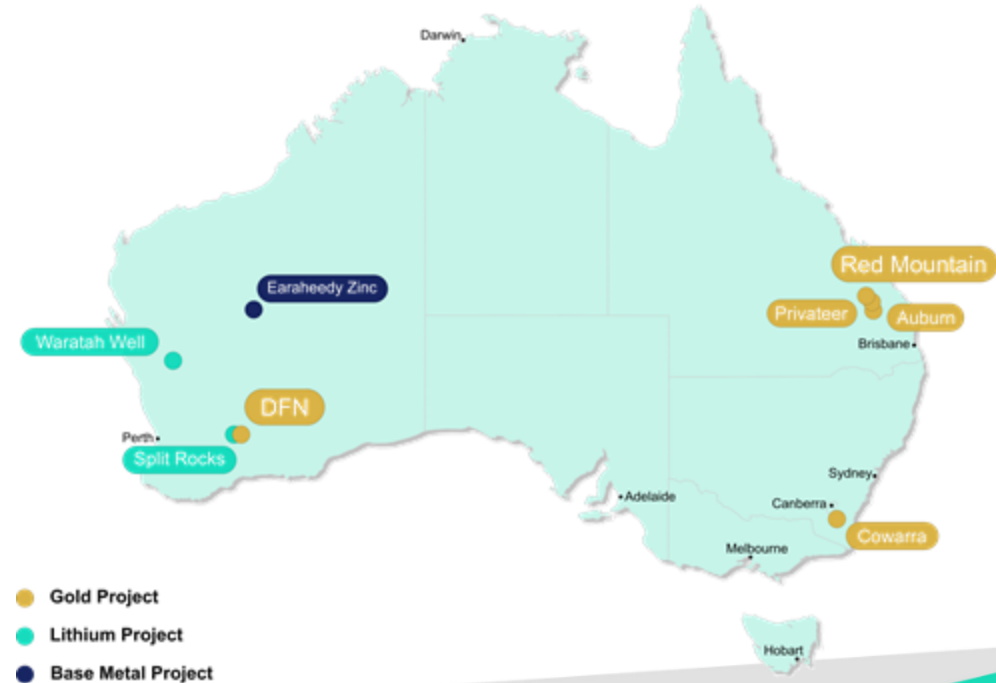 Darwin
Red Mountain
Earaheedy Zinc
Privateer
Auburn
Waratah Well
Brisbane
DFN
Perth
Split Rocks
Sydney
Adelaide
Canberra
Cowarra
Melbourne
Gold Project
Lithium Project
Hobart
Base Metal Project